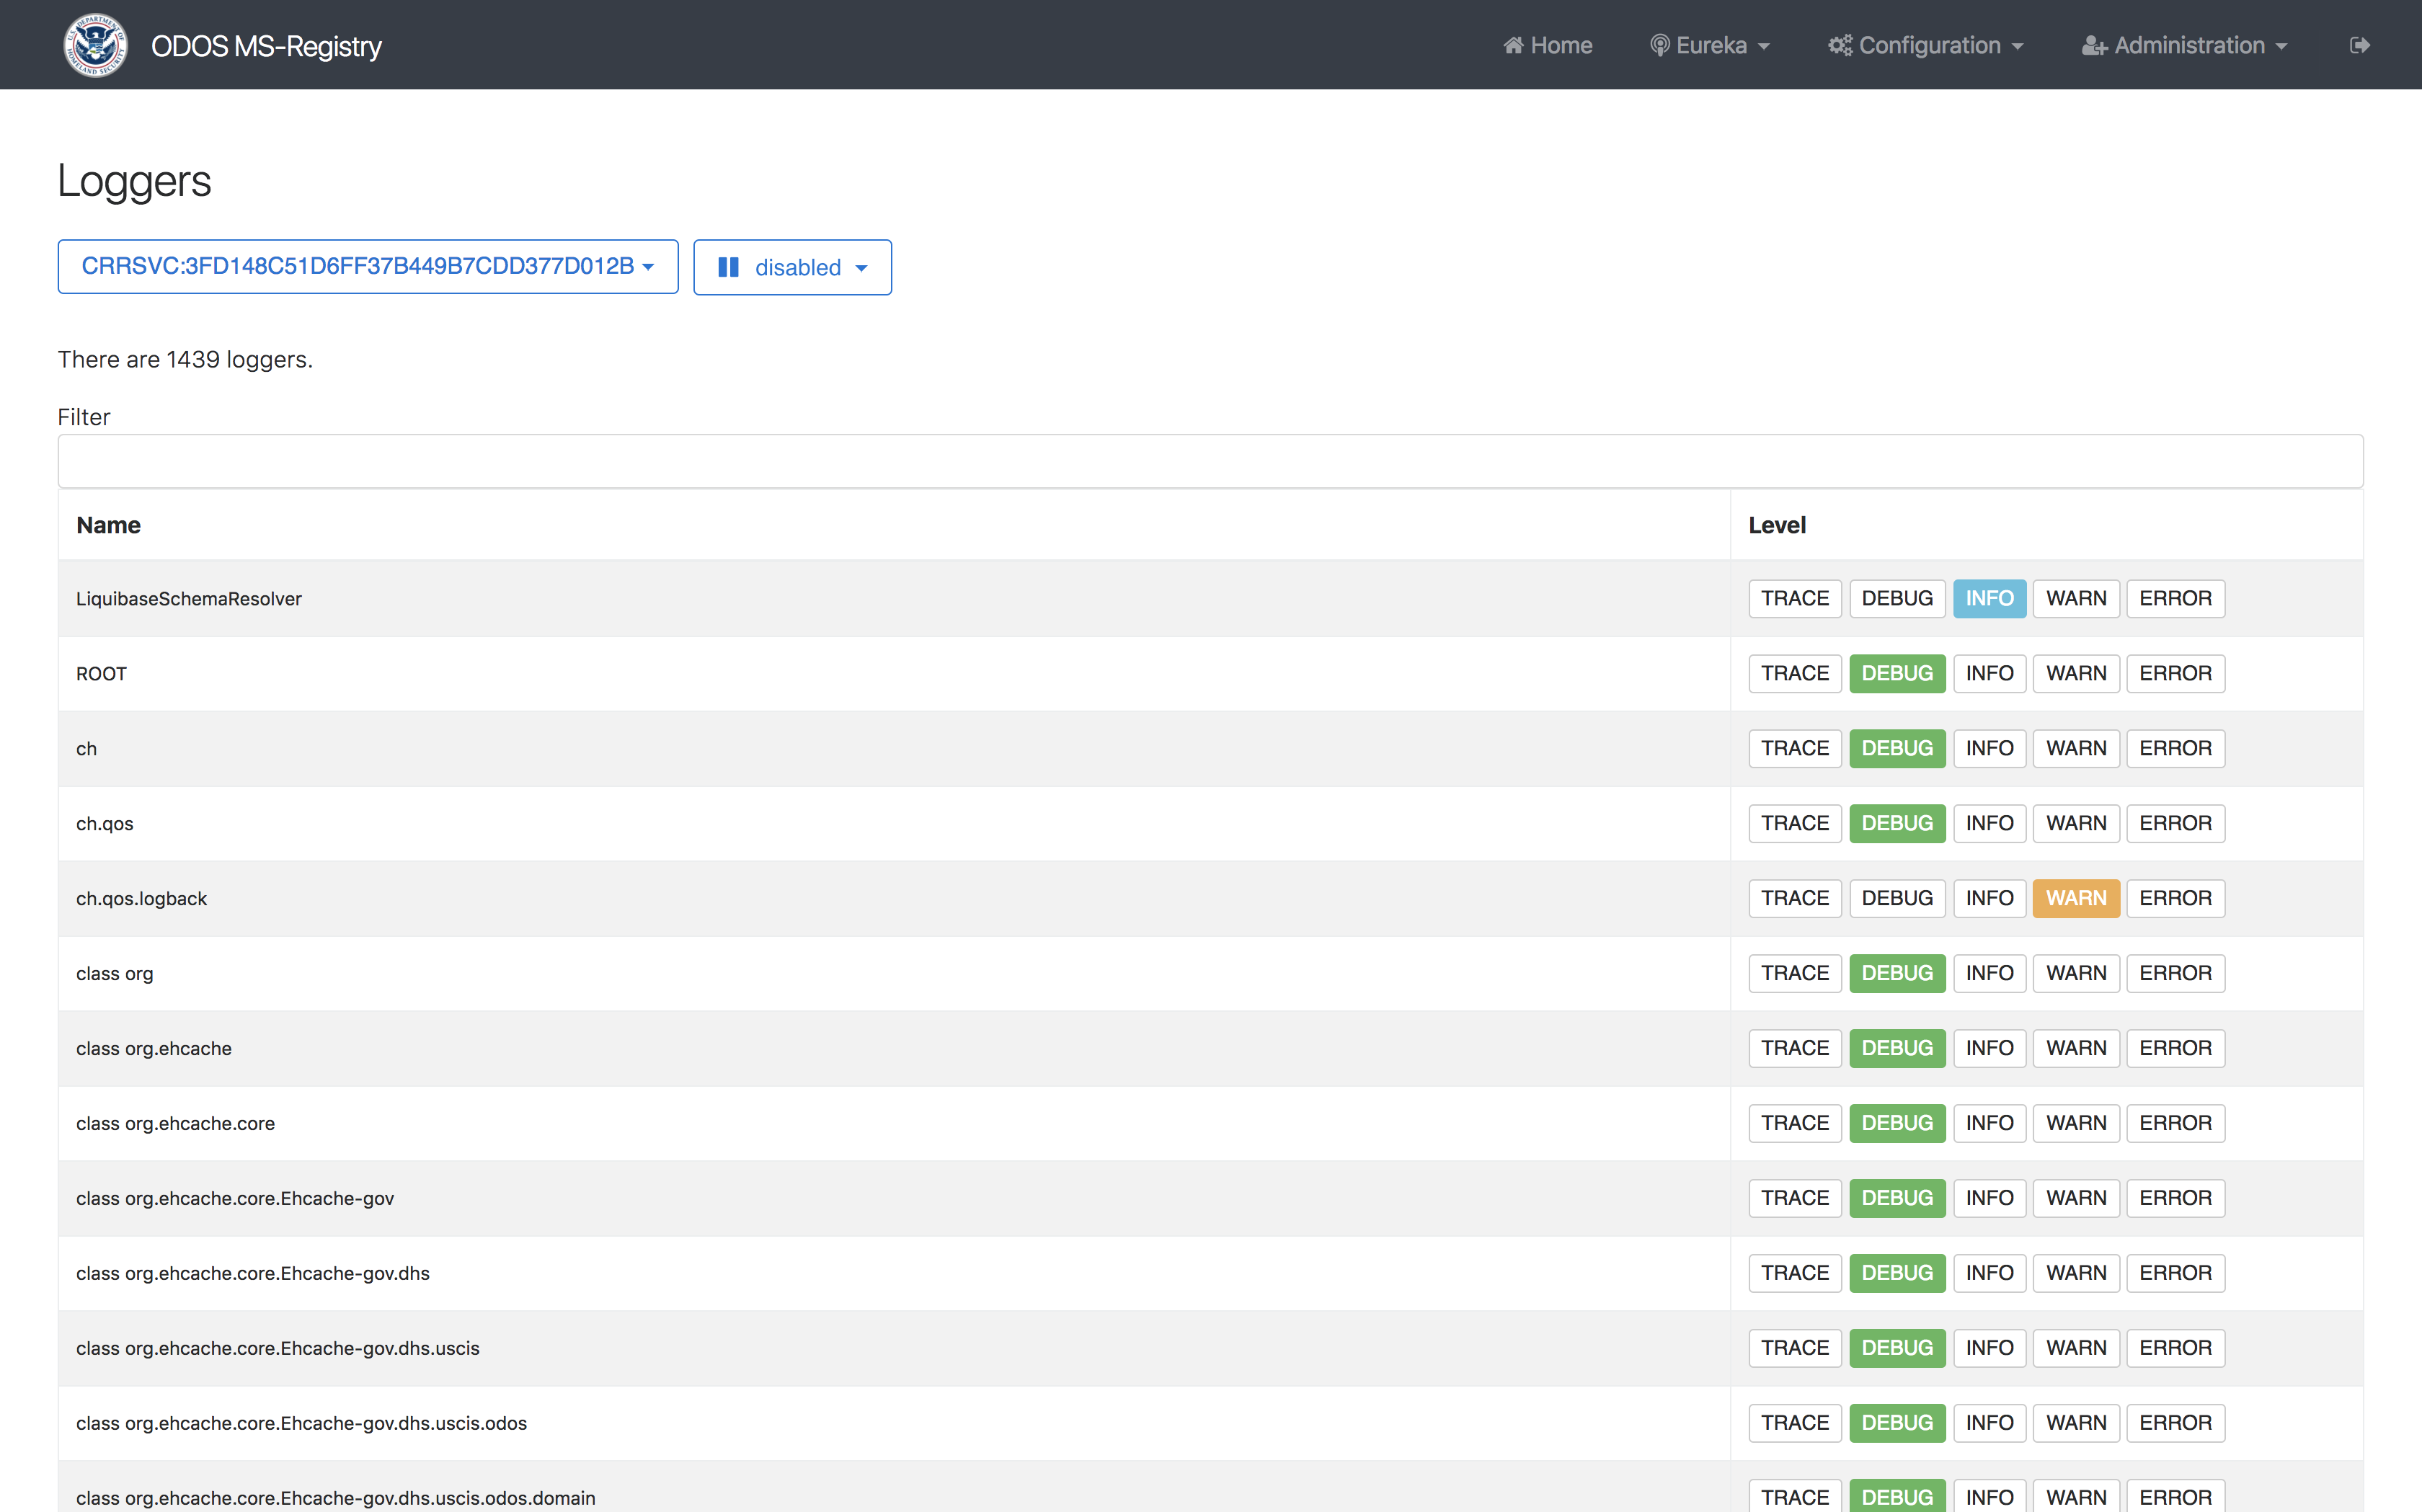 U.S. DEPARTMENT OF HOMELAND SECURITY
ODOS MS-Registry
Home Eureka Configuration Administration
Loggers
CRRSVC:3FD148C51D6FF37B449B7CDD377D012B disabled
There are 1439 loggers.
Filter
Name Level
LiquibaseSchemaResolver TRACE DEBUG INFO WARN ERROR
ROOT TRACE DEBUG INFO WARN ERROR
ch TRACE DEBUG INFO WARN ERROR
ch.qos TRACE DEBUG INFO WARN ERROR
ch.qos.logback TRACE DEBUG INFO WARN ERROR
class org TRACE DEBUG INFO WARN ERROR
class org.ehcache TRACE DEBUG INFO WARN ERROR
class org.ehcache.core TRACE DEBUG INFO WARN ERROR
class org.ehcache.core.Ehcache-gov TRACE DEBUG INFO WARN ERROR
class org.ehcache.core.Ehcache-gov.dhs TRACE DEBUG INFO WARN ERROR
class org.ehcache.core.Ehcache-gov.dhs.uscis TRACE DEBUG INFO WARN ERROR
class org.ehcache.core.Ehcache-gov.dhs.uscis.odos TRACE DEBUG INFO WARN ERROR
class org.ehcache.core.Ehcache-gov.dhs.uscis.odos.domain TRACE DEBUG INFO WARN ERROR